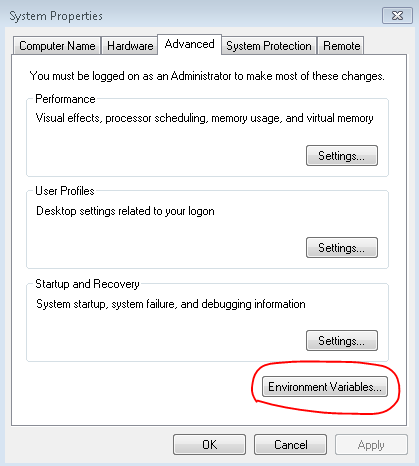 System Properties
Computer Name Hardware Advanced System Protection Remote
You must be logged on as an Administrator to make most of these changes.
Performance
Visual effects, processor scheduling, memory usage, and virtual memory
Settings...
User Profiles
Desktop settings related to your logon
Settings...
Startup and Recovery
System startup, system failure, and debugging information
Settings...
Environment Variables...
OK Cancel Apply